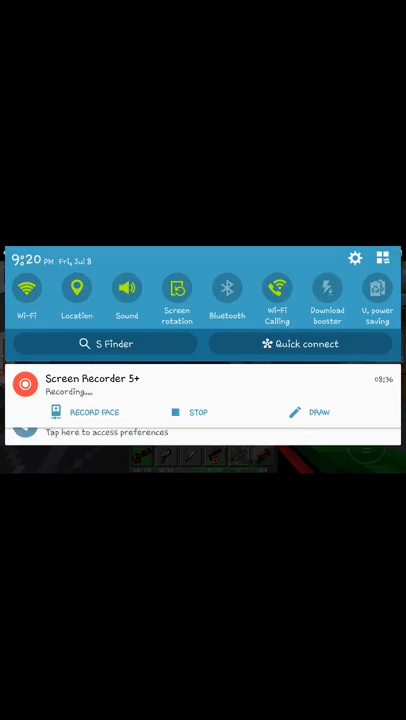 9:20 PM Fri, Jul 8
Wi-Fi
Location
Sound
Screen rotation
Bluetooth
Wi-Fi Calling
Download booster
U. power saving
S Finder
Quick connect
Screen Recorder 5+
08:36
Recording...
RECORD FACE
STOP
DRAW
Tap here to access preferences